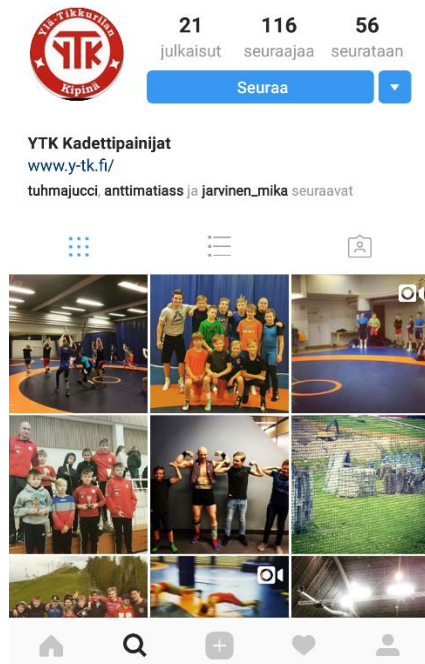 Ylä-Tikkurilan
YTK
Kipinä
21 116 56
julkaisut seuraajaa seurataan
Seuraa
YTK Kadettipainijat
www.y-tk.fi/
tuhmajucci, anttimatiass ja jarvinen_mika seuraavat